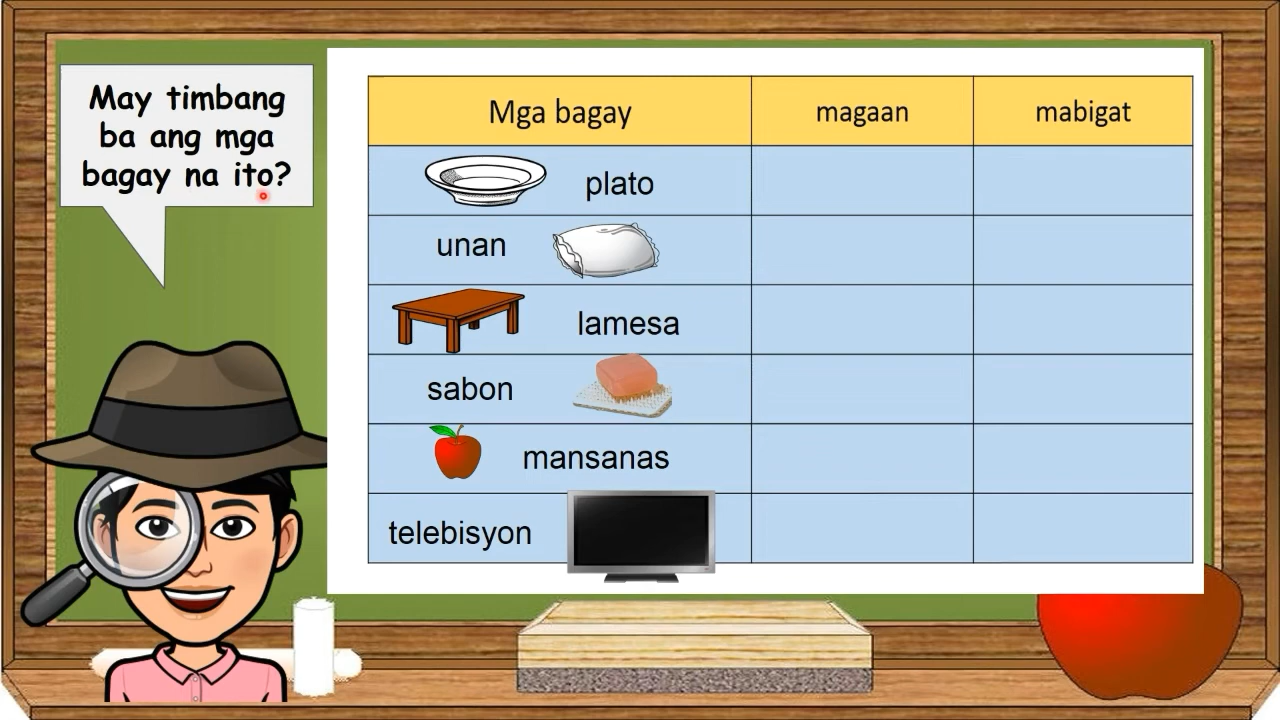 May timbang
ba ang mga
bagay na ito?
Mga bagay magaan mabigat
plato
unan
lamesa
sabon
mansanas
telebisyon